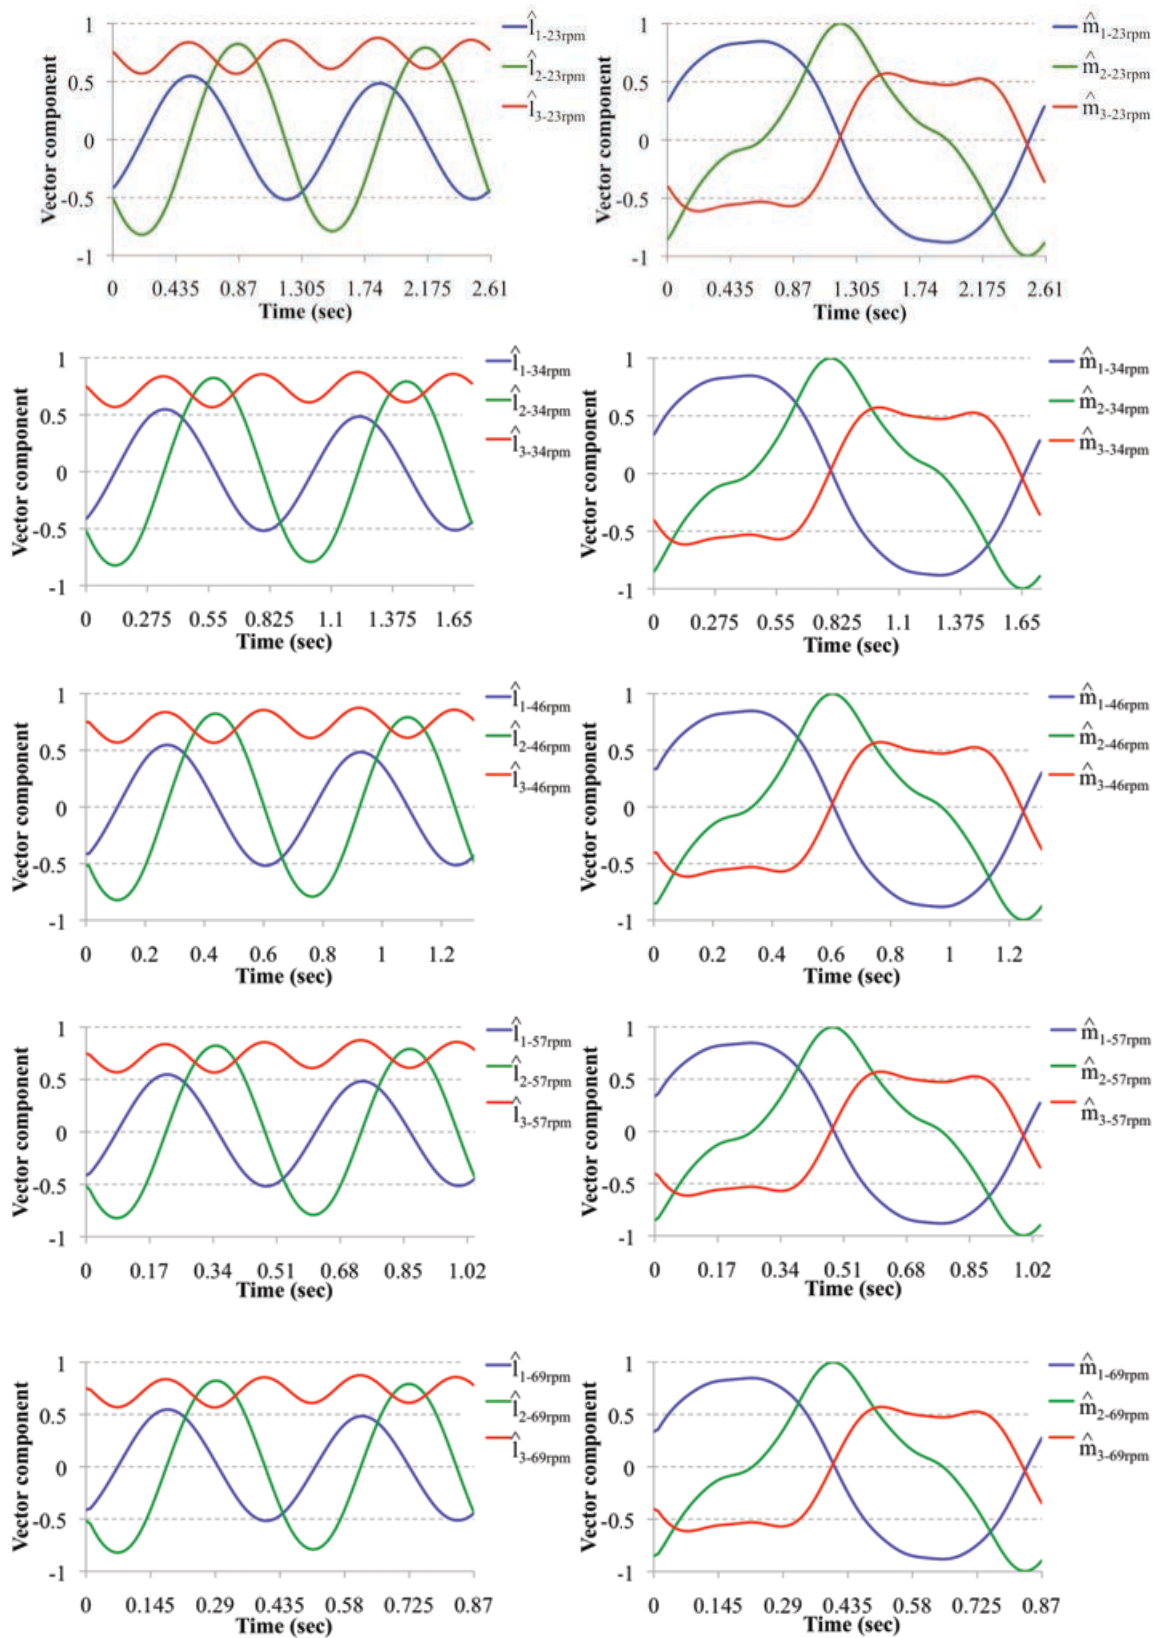 1
0.5
0
-0.5
-1
Vector component
0 0.435 0.87 1.305 1.74 2.175 2.61
Time (sec)
l̂1-23rpm
l̂2-23rpm
l̂3-23rpm
1
0.5
0
-0.5
-1
Vector component
0 0.435 0.87 1.305 1.74 2.175 2.61
Time (sec)
m̂1-23rpm
m̂2-23rpm
m̂3-23rpm
1
0.5
0
-0.5
-1
Vector component
0 0.275 0.55 0.825 1.1 1.375 1.65
Time (sec)
l̂1-34rpm
l̂2-34rpm
l̂3-34rpm
1
0.5
0
-0.5
-1
Vector component
0 0.275 0.55 0.825 1.1 1.375 1.65
Time (sec)
m̂1-34rpm
m̂2-34rpm
m̂3-34rpm
1
0.5
0
-0.5
-1
Vector component
0 0.2 0.4 0.6 0.8 1 1.2
Time (sec)
l̂1-46rpm
l̂2-46rpm
l̂3-46rpm
1
0.5
0
-0.5
-1
Vector component
0 0.2 0.4 0.6 0.8 1 1.2
Time (sec)
m̂1-46rpm
m̂2-46rpm
m̂3-46rpm
1
0.5
0
-0.5
-1
Vector component
0 0.17 0.34 0.51 0.68 0.85 1.02
Time (sec)
l̂1-57rpm
l̂2-57rpm
l̂3-57rpm
1
0.5
0
-0.5
-1
Vector component
0 0.17 0.34 0.51 0.68 0.85 1.02
Time (sec)
m̂1-57rpm
m̂2-57rpm
m̂3-57rpm
1
0.5
0
-0.5
-1
Vector component
0 0.145 0.29 0.435 0.58 0.725 0.87
Time (sec)
l̂1-69rpm
l̂2-69rpm
l̂3-69rpm
1
0.5
0
-0.5
-1
Vector component
0 0.145 0.29 0.435 0.58 0.725 0.87
Time (sec)
m̂1-69rpm
m̂2-69rpm
m̂3-69rpm